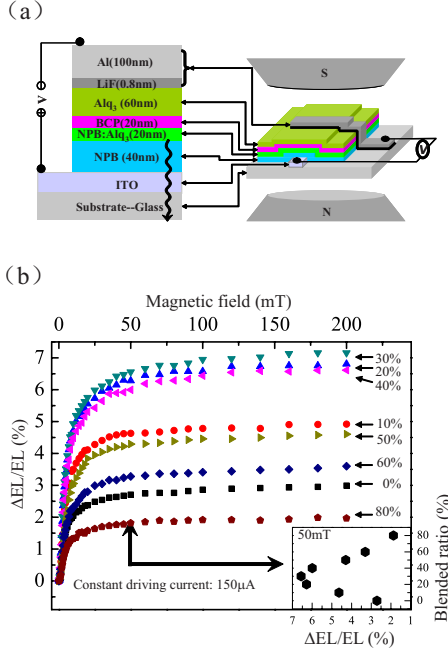 (a)
Al(100nm)
LiF(0.8nm)
Alq3 (60nm)
BCP(20nm)
NPB:Alq3(20nm)
NPB (40nm)
ITO
Substrate--Glass
V
S
N
V
(b)
Magnetic field (mT)
0 50 100 150 200
7
6
5
4
3
2
1
0
ΔEL/EL (%)
30%
20%
40%
10%
50%
60%
0%
80%
Constant driving current: 150μA
50mT
80
60
40
20
0
Blended ratio (%)
7 6 5 4 3 2 1
ΔEL/EL (%)